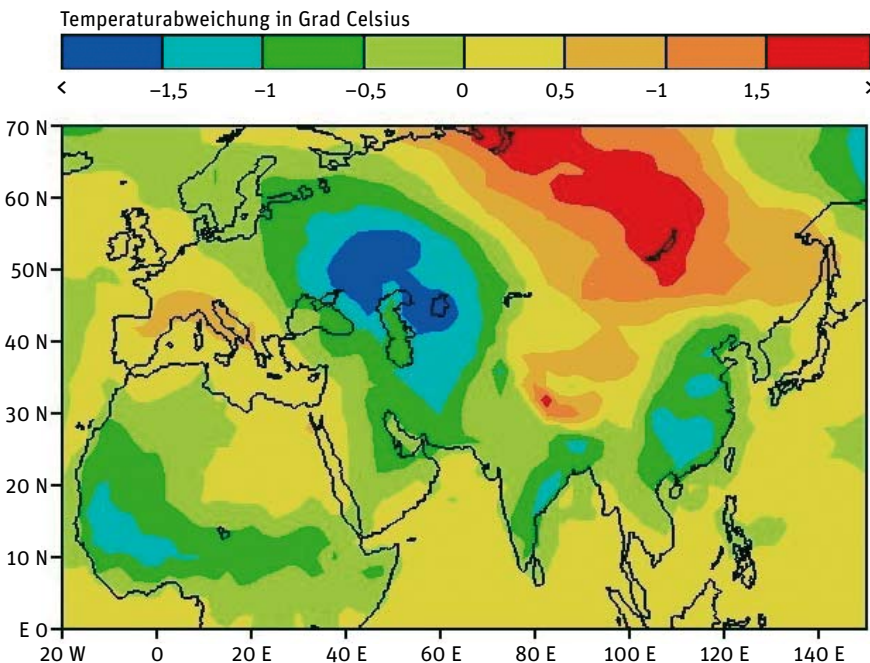 Temperaturabweichung in Grad Celsius
< −1,5 −1 −0,5 0 0,5 −1 1,5 >
70 N
60 N
50N
40 N
30 N
20 N
10 N
E O
20 W 0 20 E 40 E 60 E 80 E 100 E 120 E 140 E